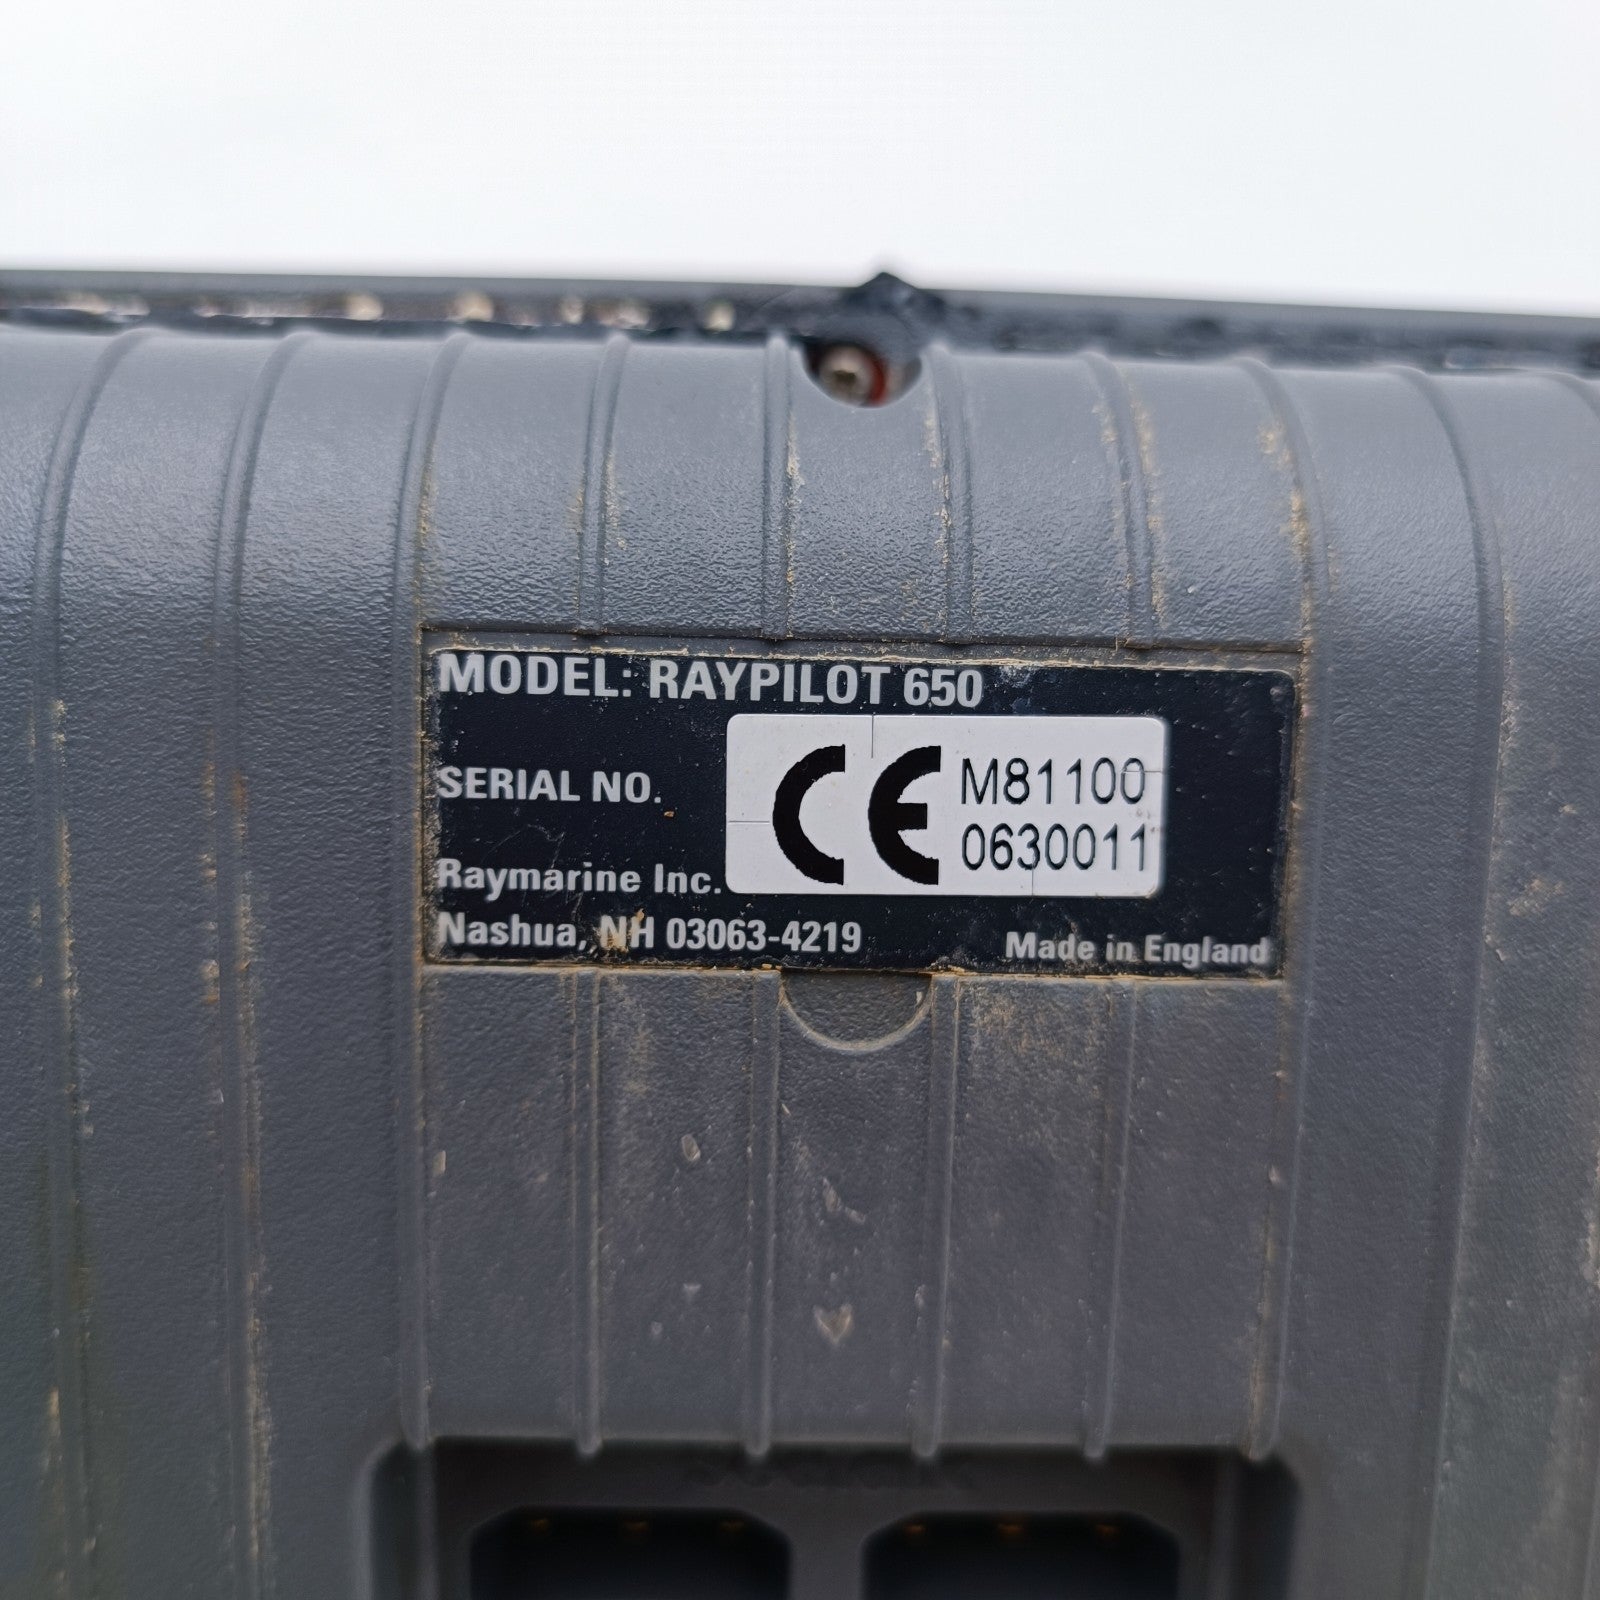 MODEL: RAYPILOT 650
SERIAL NO.
CE M81100
0630011
Raymarine Inc.
Nashua, NH 03063-4219
Made in England